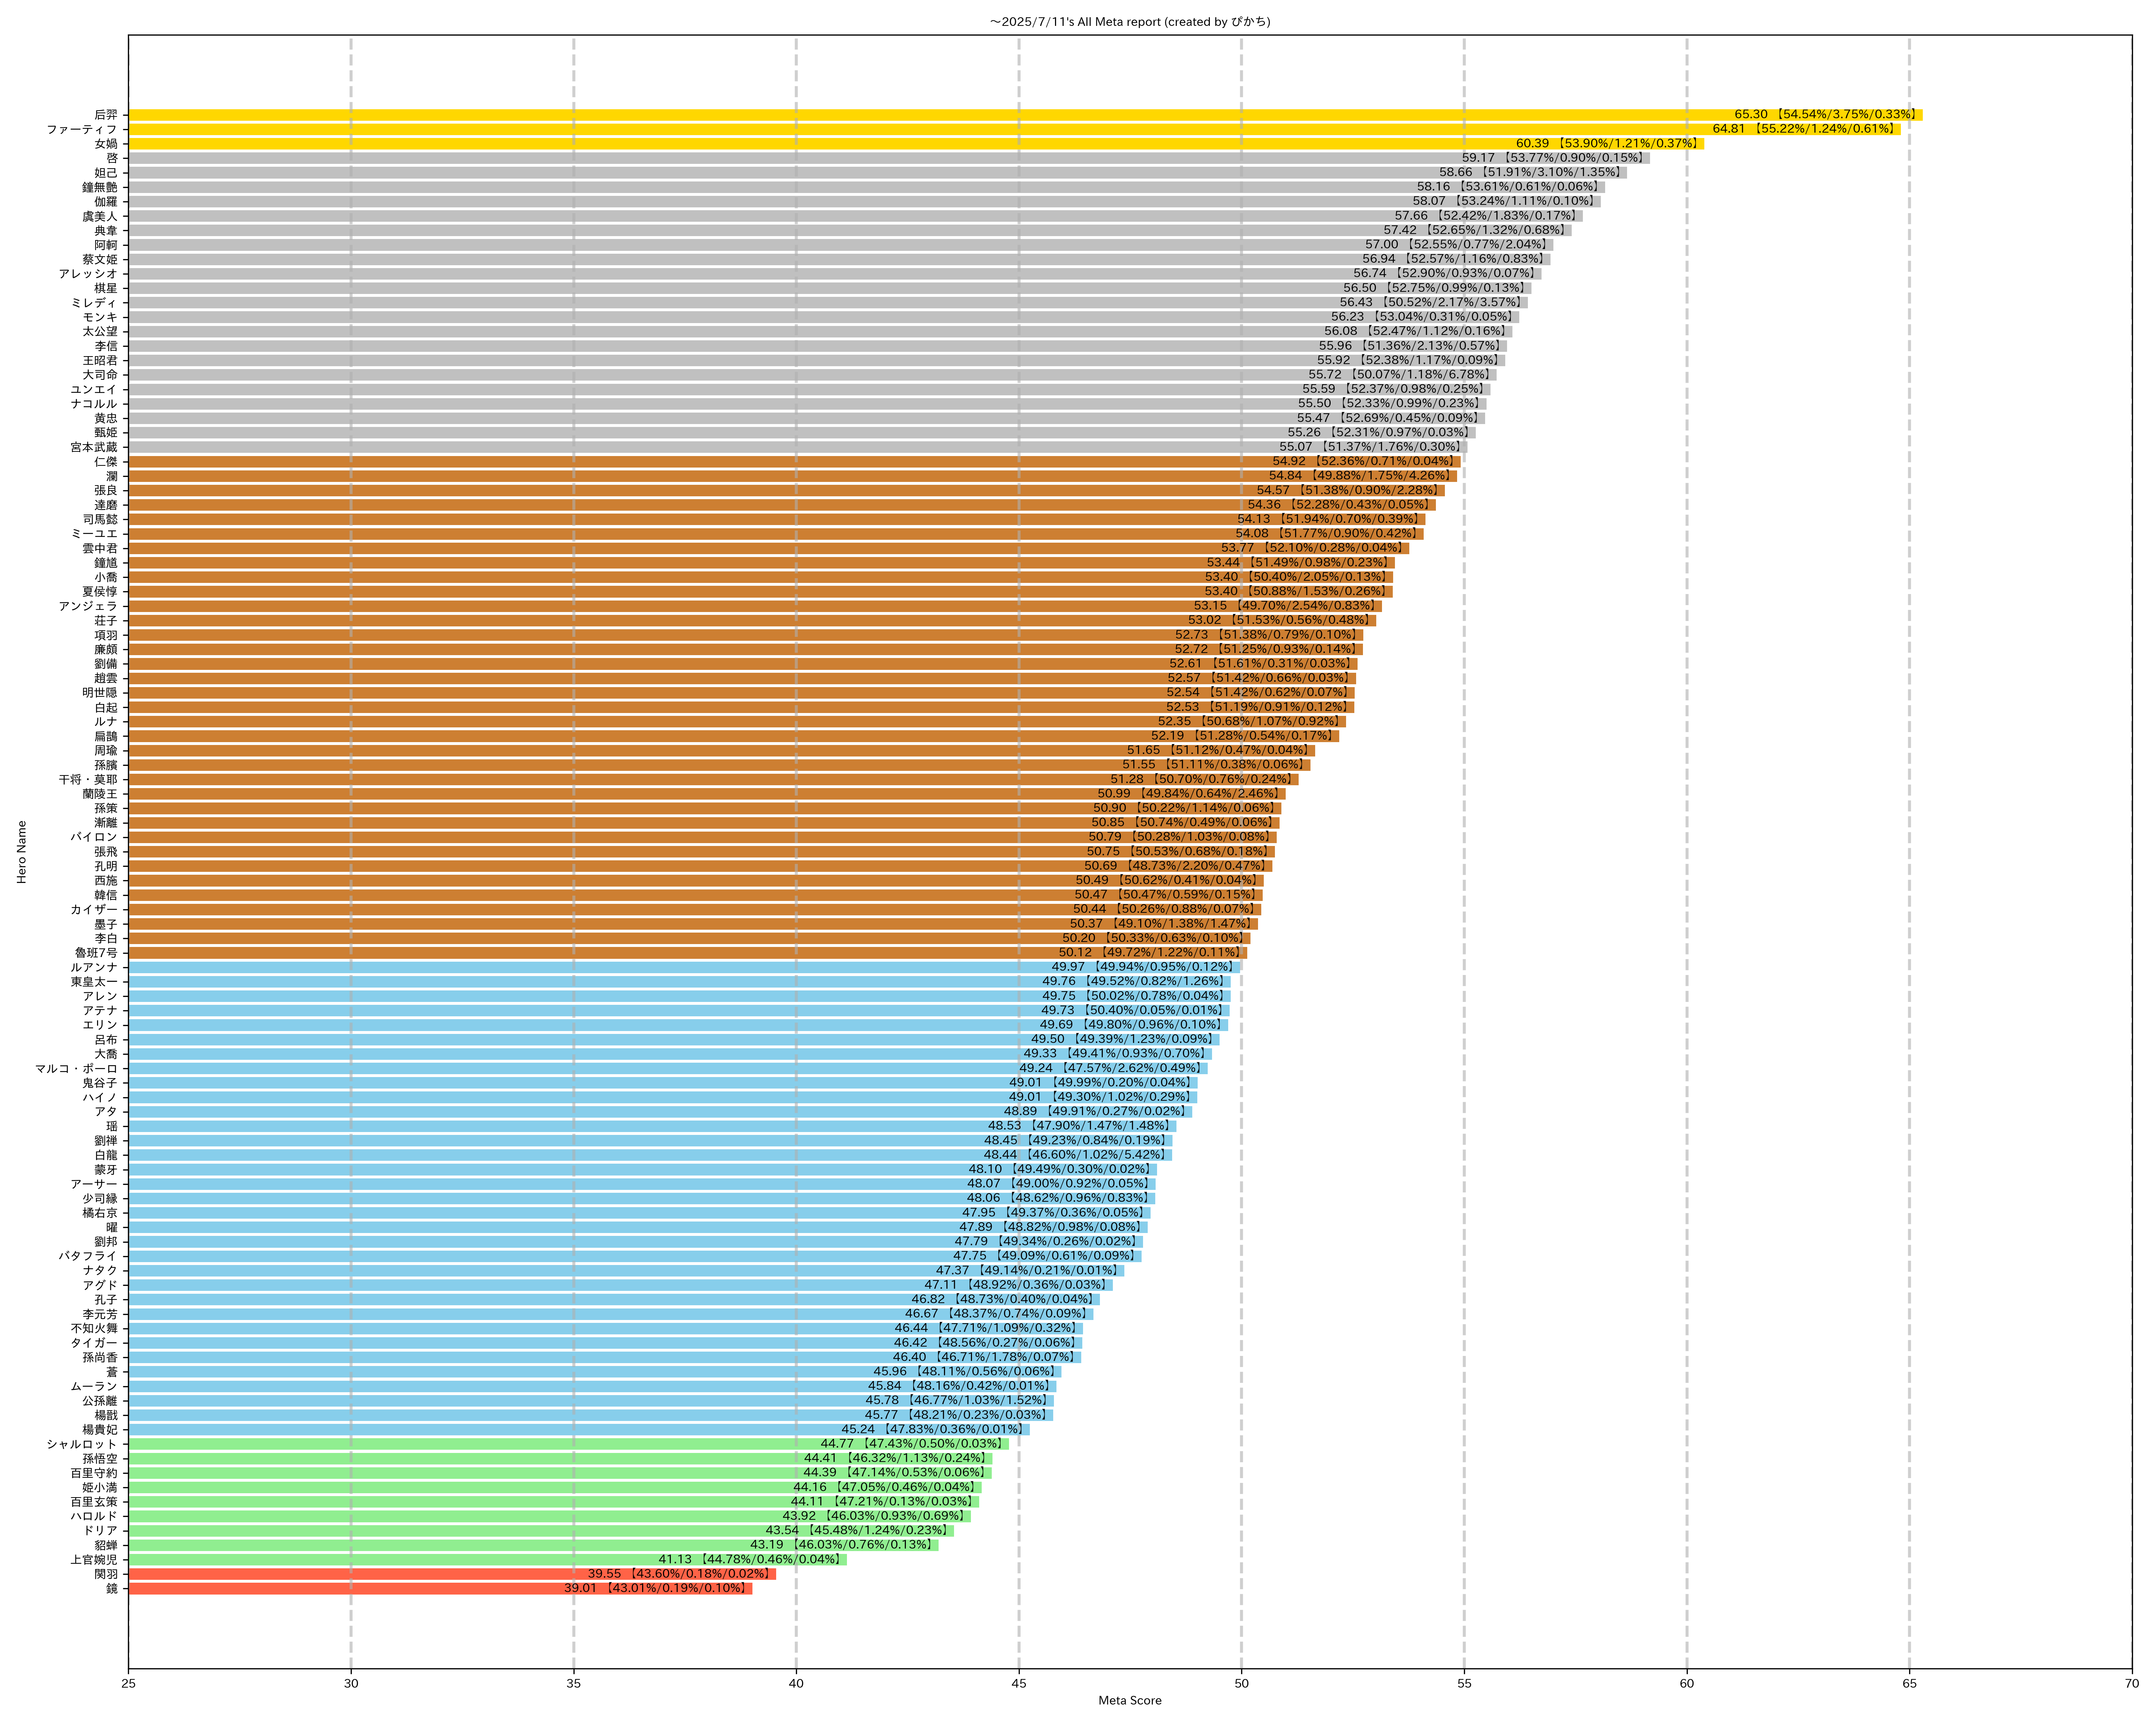 ～2025/7/11's All Meta report (created by ぴかち)
Hero Name
后羿 65.30 【54.54%/3.75%/0.33%】
ファーティフ 64.81 【55.22%/1.24%/0.61%】
女媧 60.39 【53.90%/1.21%/0.37%】
啓 59.17 【53.77%/0.90%/0.15%】
妲己 58.66 【51.91%/3.10%/1.35%】
鐘無艶 58.16 【53.61%/0.61%/0.06%】
伽羅 58.07 【53.24%/1.11%/0.10%】
虞美人 57.66 【52.42%/1.83%/0.17%】
典韋 57.42 【52.65%/1.32%/0.68%】
阿軻 57.00 【52.55%/0.77%/2.04%】
蔡文姫 56.94 【52.57%/1.16%/0.83%】
アレッシオ 56.74 【52.90%/0.93%/0.07%】
棋星 56.50 【52.75%/0.99%/0.13%】
ミレディ 56.43 【50.52%/2.17%/3.57%】
モンキ 56.23 【53.04%/0.31%/0.05%】
太公望 56.08 【52.47%/1.12%/0.16%】
李信 55.96 【51.36%/2.13%/0.57%】
王昭君 55.92 【52.38%/1.17%/0.09%】
大司命 55.72 【50.07%/1.18%/6.78%】
ユンエイ 55.59 【52.37%/0.98%/0.25%】
ナコルル 55.50 【52.33%/0.99%/0.23%】
黄忠 55.47 【52.69%/0.45%/0.09%】
甄姫 55.26 【52.31%/0.97%/0.03%】
宮本武蔵 55.07 【51.37%/1.76%/0.30%】
仁傑 54.92 【52.36%/0.71%/0.04%】
瀾 54.84 【49.88%/1.75%/4.26%】
張良 54.57 【51.38%/0.90%/2.28%】
達磨 54.36 【52.28%/0.43%/0.05%】
司馬懿 54.13 【51.94%/0.70%/0.39%】
ミーユエ 54.08 【51.77%/0.90%/0.42%】
雲中君 53.77 【52.10%/0.28%/0.04%】
鐘馗 53.44 【51.49%/0.98%/0.23%】
小喬 53.40 【50.40%/2.05%/0.13%】
夏侯惇 53.40 【50.88%/1.53%/0.26%】
アンジェラ 53.15 【49.70%/2.54%/0.83%】
荘子 53.02 【51.53%/0.56%/0.48%】
項羽 52.73 【51.38%/0.79%/0.10%】
廉頗 52.72 【51.25%/0.93%/0.14%】
劉備 52.61 【51.61%/0.31%/0.03%】
趙雲 52.57 【51.42%/0.66%/0.03%】
明世隠 52.54 【51.42%/0.62%/0.07%】
白起 52.53 【51.19%/0.91%/0.12%】
ルナ 52.35 【50.68%/1.07%/0.92%】
扁鵲 52.19 【51.28%/0.54%/0.17%】
周瑜 51.65 【51.12%/0.47%/0.04%】
孫臏 51.55 【51.11%/0.38%/0.06%】
干将・莫耶 51.28 【50.70%/0.76%/0.24%】
蘭陵王 50.99 【49.84%/0.64%/2.46%】
孫策 50.90 【50.22%/1.14%/0.06%】
漸離 50.85 【50.74%/0.49%/0.06%】
バイロン 50.79 【50.28%/1.03%/0.08%】
張飛 50.75 【50.53%/0.68%/0.18%】
孔明 50.69 【48.73%/2.20%/0.47%】
西施 50.49 【50.62%/0.41%/0.04%】
韓信 50.47 【50.47%/0.59%/0.15%】
カイザー 50.44 【50.26%/0.88%/0.07%】
墨子 50.37 【49.10%/1.38%/1.47%】
李白 50.20 【50.33%/0.63%/0.10%】
魯班7号 50.12 【49.72%/1.22%/0.11%】
ルアンナ 49.97 【49.94%/0.95%/0.12%】
東皇太一 49.76 【49.52%/0.82%/1.26%】
アレン 49.75 【50.02%/0.78%/0.04%】
アテナ 49.73 【50.40%/0.05%/0.01%】
エリン 49.69 【49.80%/0.96%/0.10%】
呂布 49.50 【49.39%/1.23%/0.09%】
大喬 49.33 【49.41%/0.93%/0.70%】
マルコ・ポーロ 49.24 【47.57%/2.62%/0.49%】
鬼谷子 49.01 【49.99%/0.20%/0.04%】
ハイノ 49.01 【49.30%/1.02%/0.29%】
アタ 48.89 【49.91%/0.27%/0.02%】
瑶 48.53 【47.90%/1.47%/1.48%】
劉禅 48.45 【49.23%/0.84%/0.19%】
白龍 48.44 【46.60%/1.02%/5.42%】
蒙牙 48.10 【49.49%/0.30%/0.02%】
アーサー 48.07 【49.00%/0.92%/0.05%】
少司縁 48.06 【48.62%/0.96%/0.83%】
橘右京 47.95 【49.37%/0.36%/0.05%】
曜 47.89 【48.82%/0.98%/0.08%】
劉邦 47.79 【49.34%/0.26%/0.02%】
バタフライ 47.75 【49.09%/0.61%/0.09%】
ナタク 47.37 【49.14%/0.21%/0.01%】
アグド 47.11 【48.92%/0.36%/0.03%】
孔子 46.82 【48.73%/0.40%/0.04%】
李元芳 46.67 【48.37%/0.74%/0.09%】
不知火舞 46.44 【47.71%/1.09%/0.32%】
タイガー 46.42 【48.56%/0.27%/0.06%】
孫尚香 46.40 【46.71%/1.78%/0.07%】
蒼 45.96 【48.11%/0.56%/0.06%】
ムーラン 45.84 【48.16%/0.42%/0.01%】
公孫離 45.78 【46.77%/1.03%/1.52%】
楊戩 45.77 【48.21%/0.23%/0.03%】
楊貴妃 45.24 【47.83%/0.36%/0.01%】
シャルロット 44.77 【47.43%/0.50%/0.03%】
孫悟空 44.41 【46.32%/1.13%/0.24%】
百里守約 44.39 【47.14%/0.53%/0.06%】
姫小満 44.16 【47.05%/0.46%/0.04%】
百里玄策 44.11 【47.21%/0.13%/0.03%】
ハロルド 43.92 【46.03%/0.93%/0.69%】
ドリア 43.54 【45.48%/1.24%/0.23%】
貂蝉 43.19 【46.03%/0.76%/0.13%】
上官婉児 41.13 【44.78%/0.46%/0.04%】
関羽 39.55 【43.60%/0.18%/0.02%】
鏡 39.01 【43.01%/0.19%/0.10%】
25 30 35 40 45 50 55 60 65 70
Meta Score